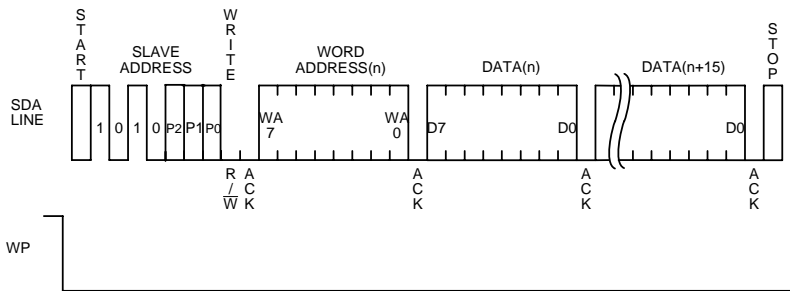 START
SLAVE
ADDRESS
WRITE
WORD
ADDRESS(n)
DATA(n)
DATA(n+15)
STOP
SDA
LINE
1 0 1 0 P2 P1 P0
WA
7
WA
0
D7 D0 D0
R/W
ACK
ACK
ACK
ACK
WP